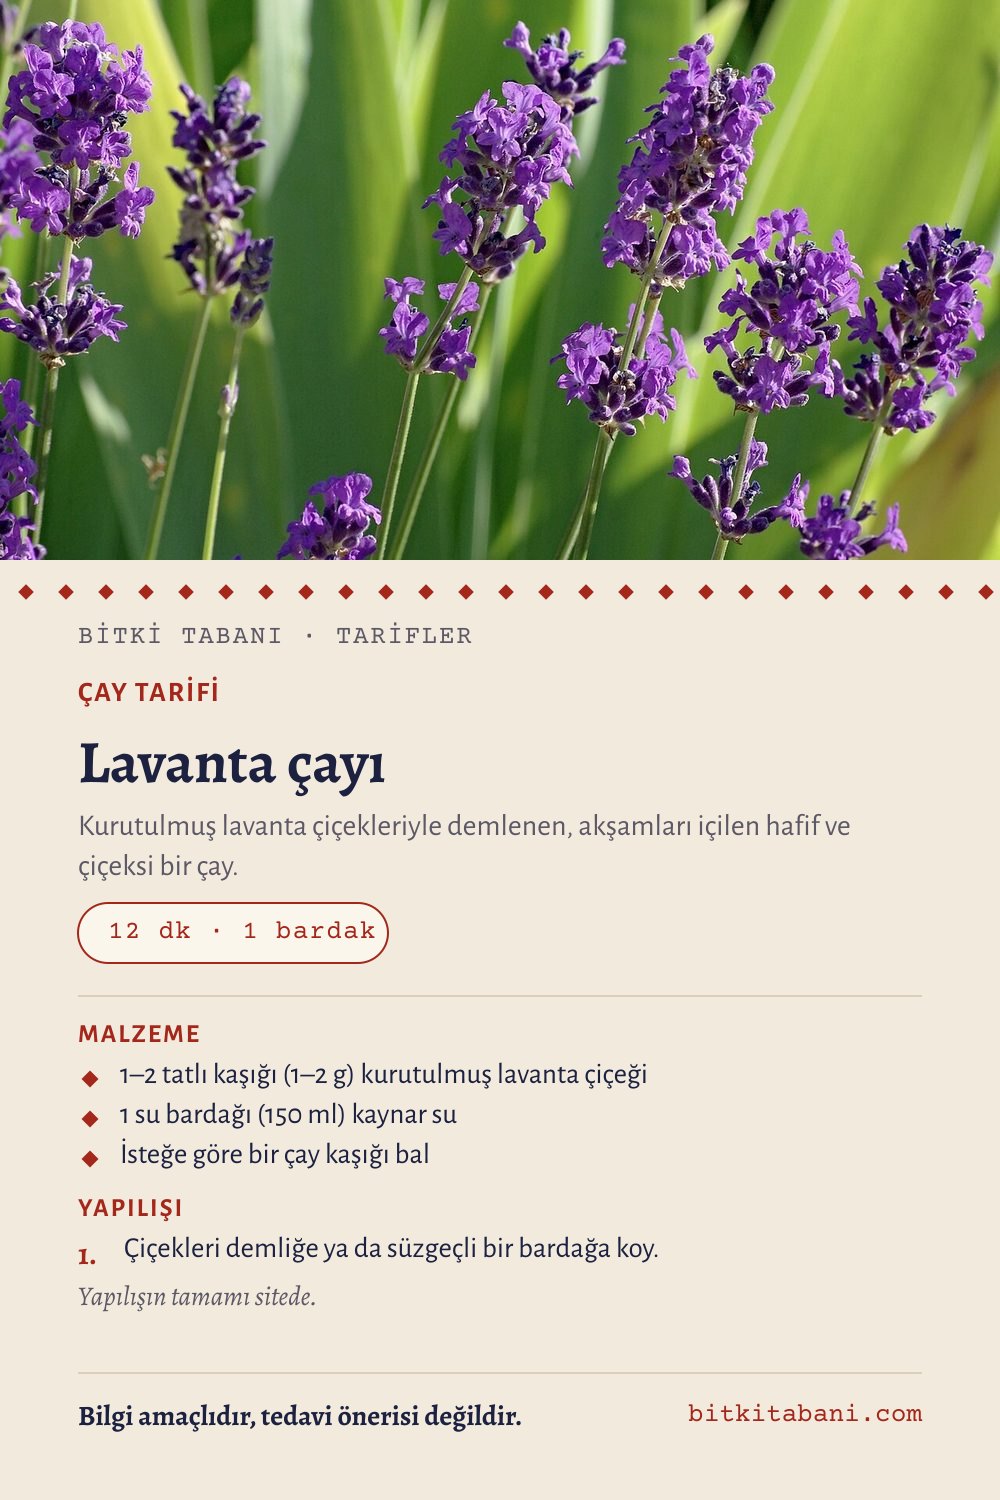 BİTKİ TABANI · TARİFLER
ÇAY TARİFİ
Lavanta çayı
Kurutulmuş lavanta çiçekleriyle demlenen, akşamları içilen hafif ve
çiçeksi bir çay.
12 dk · 1 bardak
MALZEME
1–2 tatlı kaşığı (1–2 g) kurutulmuş lavanta çiçeği
1 su bardağı (150 ml) kaynar su
İsteğe göre bir çay kaşığı bal
YAPILIŞI
1. Çiçekleri demliğe ya da süzgeçli bir bardağa koy.
Yapılışın tamamı sitede.
Bilgi amaçlıdır, tedavi önerisi değildir.
bitkitabani.com